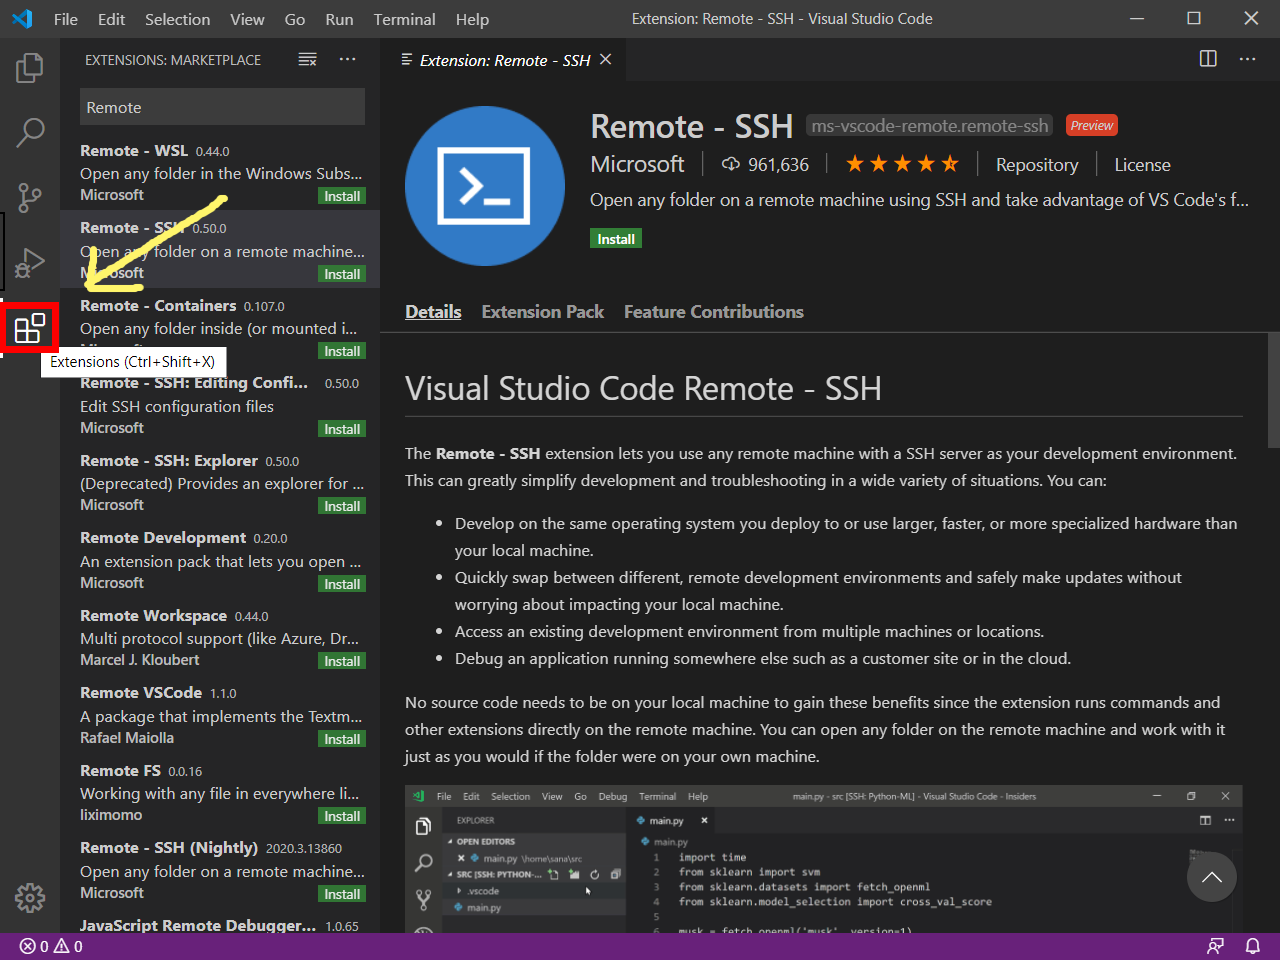 File Edit Selection View Go Run Terminal Help Extension: Remote - SSH - Visual Studio Code
EXTENSIONS: MARKETPLACE
Remote
Remote - WSL 0.44.0
Open any folder in the Windows Subs...
Microsoft Install
Remote - SSH 0.50.0
Open any folder on a remote machine...
Microsoft Install
Remote - Containers 0.107.0
Open any folder inside (or mounted i...
Install
Extensions (Ctrl+Shift+X)
Remote - SSH: Editing Confi... 0.50.0
Edit SSH configuration files
Microsoft Install
Remote - SSH: Explorer 0.50.0
(Deprecated) Provides an explorer for ...
Microsoft Install
Remote Development 0.20.0
An extension pack that lets you open ...
Microsoft Install
Remote Workspace 0.44.0
Multi protocol support (like Azure, Dr...
Marcel J. Kloubert Install
Remote VSCode 1.1.0
A package that implements the Textm...
Rafael Maiolla Install
Remote FS 0.0.16
Working with any file in everywhere li...
liximomo Install
Remote - SSH (Nightly) 2020.3.13860
Open any folder on a remote machine...
Microsoft Install
JavaScript Remote Debugger... 1.0.65
Extension: Remote - SSH
Remote - SSH ms-vscode-remote.remote-ssh Preview
Microsoft 961,636 Repository License
Open any folder on a remote machine using SSH and take advantage of VS Code's f...
Install
Details Extension Pack Feature Contributions
Visual Studio Code Remote - SSH
The Remote - SSH extension lets you use any remote machine with a SSH server as your development environment.
This can greatly simplify development and troubleshooting in a wide variety of situations. You can:
• Develop on the same operating system you deploy to or use larger, faster, or more specialized hardware than
your local machine.
• Quickly swap between different, remote development environments and safely make updates without
worrying about impacting your local machine.
• Access an existing development environment from multiple machines or locations.
• Debug an application running somewhere else such as a customer site or in the cloud.
No source code needs to be on your local machine to gain these benefits since the extension runs commands and
other extensions directly on the remote machine. You can open any folder on the remote machine and work with it
just as you would if the folder were on your own machine.
File Edit Selection View Go Debug Terminal Help main.py - src [SSH: Python-ML] - Visual Studio Code - Insiders
EXPLORER
OPEN EDITORS
main.py \home\sana\src
SRC [SSH: PYTHON-...
.vscode
main.py
main.py
main.py
1 import time
2 from sklearn import svm
3 from sklearn.datasets import fetch_openml
4 from sklearn.model_selection import cross_val_score
5
6 musk = fetch_openml('musk', version=1)
0 0